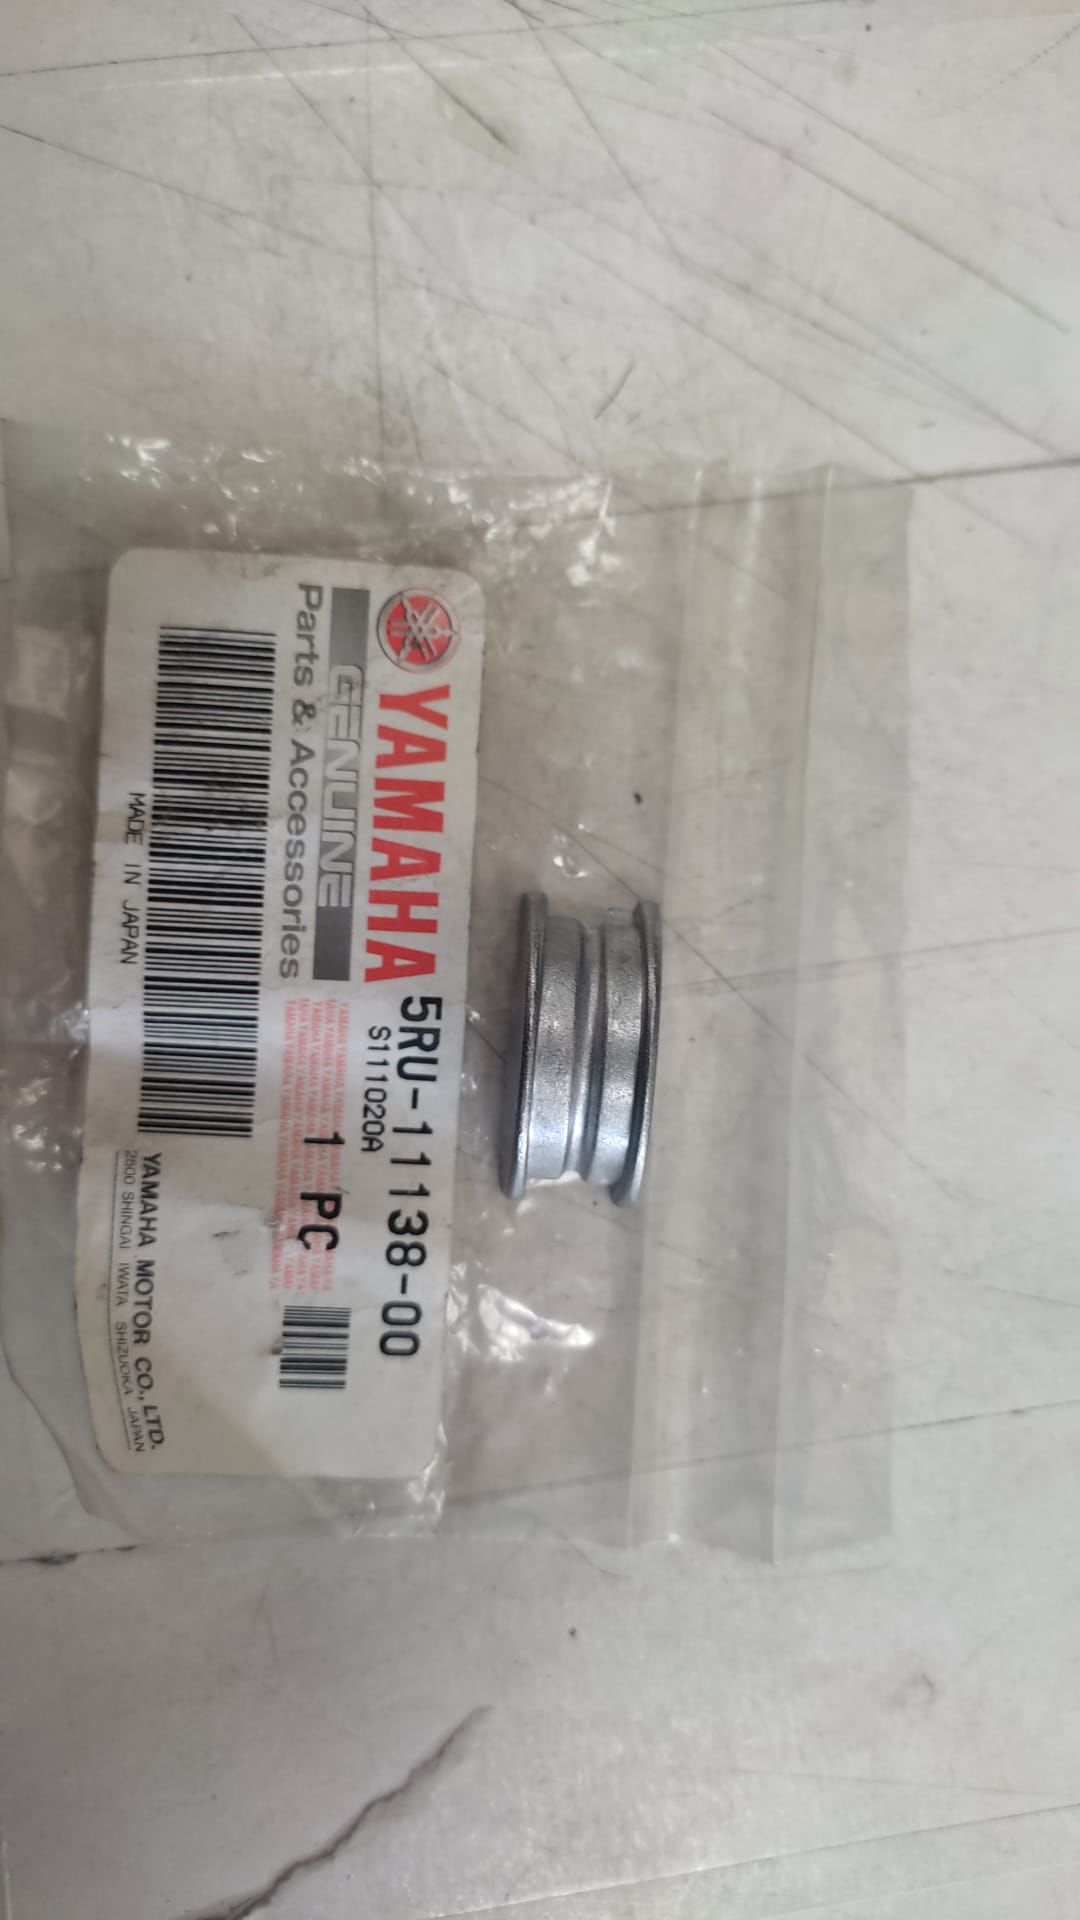 YAMAHA
GENUINE
Parts & Accessories
5RU-11138-00
S111020A
1 PC
MADE IN JAPAN
YAMAHA MOTOR CO., LTD.
2500 SHINGAI IWATA SHIZUOKA JAPAN